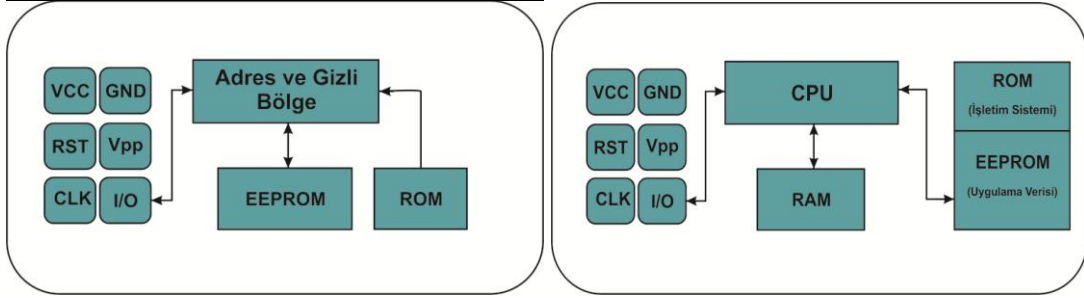 VCC GND
RST Vpp
CLK I/O
Adres ve Gizli
Bölge
EEPROM
ROM
VCC GND
RST Vpp
CLK I/O
CPU
RAM
ROM
(İşletim Sistemi)
EEPROM
(Uygulama Verisi)